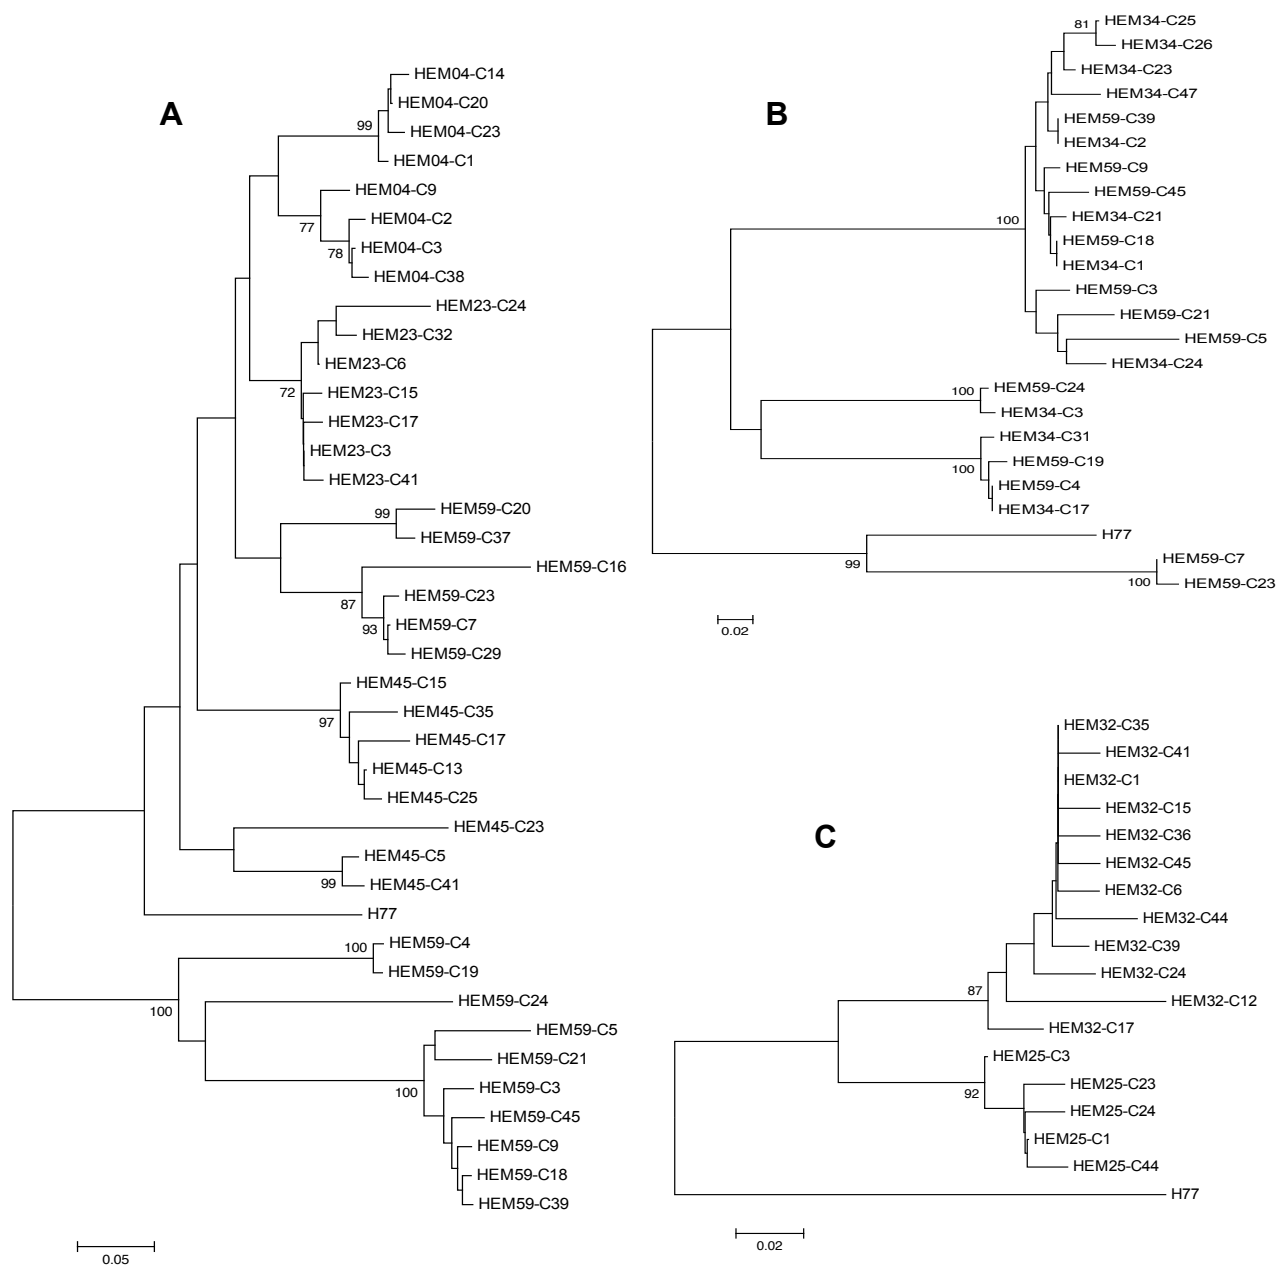 A
HEM04-C14
HEM04-C20
HEM04-C23
HEM04-C1
99
HEM04-C9
HEM04-C2
HEM04-C3
HEM04-C38
77
78
HEM23-C24
HEM23-C32
HEM23-C6
HEM23-C15
HEM23-C17
HEM23-C3
HEM23-C41
72
HEM59-C20
HEM59-C37
99
HEM59-C16
HEM59-C23
HEM59-C7
HEM59-C29
87
93
HEM45-C15
HEM45-C35
HEM45-C17
HEM45-C13
HEM45-C25
97
HEM45-C23
HEM45-C5
HEM45-C41
99
H77
HEM59-C4
HEM59-C19
100
100
HEM59-C24
HEM59-C5
HEM59-C21
HEM59-C3
HEM59-C45
HEM59-C9
HEM59-C18
HEM59-C39
100
0.05
B
81
HEM34-C25
HEM34-C26
HEM34-C23
HEM34-C47
HEM59-C39
HEM34-C2
HEM59-C9
HEM59-C45
HEM34-C21
HEM59-C18
HEM34-C1
100
HEM59-C3
HEM59-C21
HEM59-C5
HEM34-C24
HEM59-C24
HEM34-C3
100
HEM34-C31
HEM59-C19
HEM59-C4
HEM34-C17
100
H77
HEM59-C7
HEM59-C23
99
100
0.02
C
HEM32-C35
HEM32-C41
HEM32-C1
HEM32-C15
HEM32-C36
HEM32-C45
HEM32-C6
HEM32-C44
HEM32-C39
HEM32-C24
HEM32-C12
HEM32-C17
87
HEM25-C3
HEM25-C23
HEM25-C24
HEM25-C1
HEM25-C44
92
H77
0.02